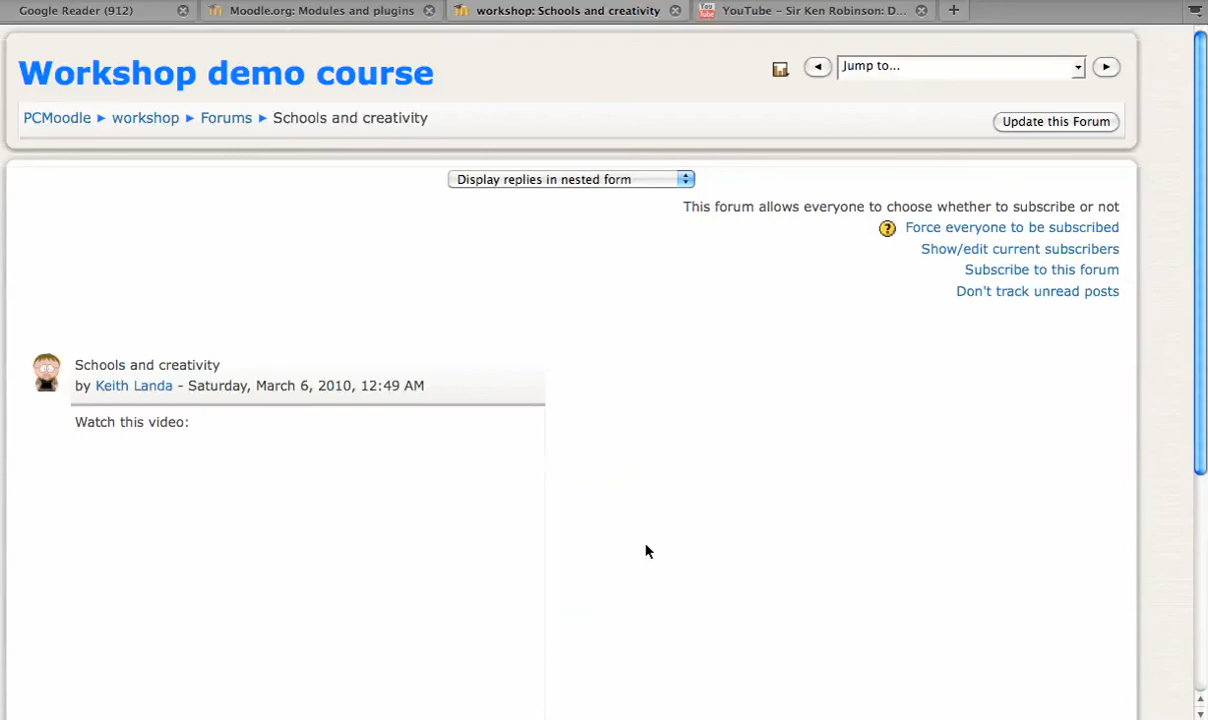 Google Reader (912)
Moodle.org: Modules and plugins
workshop: Schools and creativity
You Tube
YouTube – Sir Ken Robinson: D...
Workshop demo course
Jump to...
PCMoodle ► workshop ► Forums ► Schools and creativity
Update this Forum
Display replies in nested form
This forum allows everyone to choose whether to subscribe or not
? Force everyone to be subscribed
Show/edit current subscribers
Subscribe to this forum
Don't track unread posts
Schools and creativity
by Keith Landa - Saturday, March 6, 2010, 12:49 AM
Watch this video: